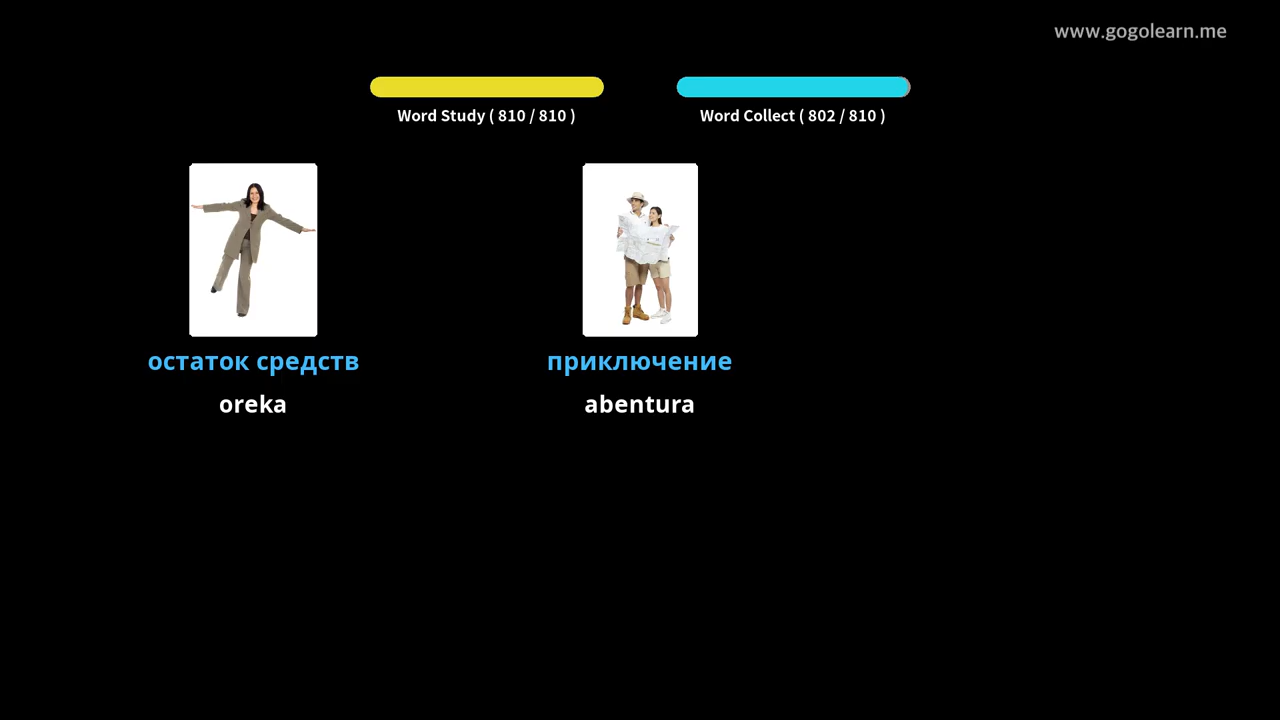 www.gogolearn.me
Word Study ( 810 / 810 )
Word Collect ( 802 / 810 )
остаток средств
приключение
oreka
abentura